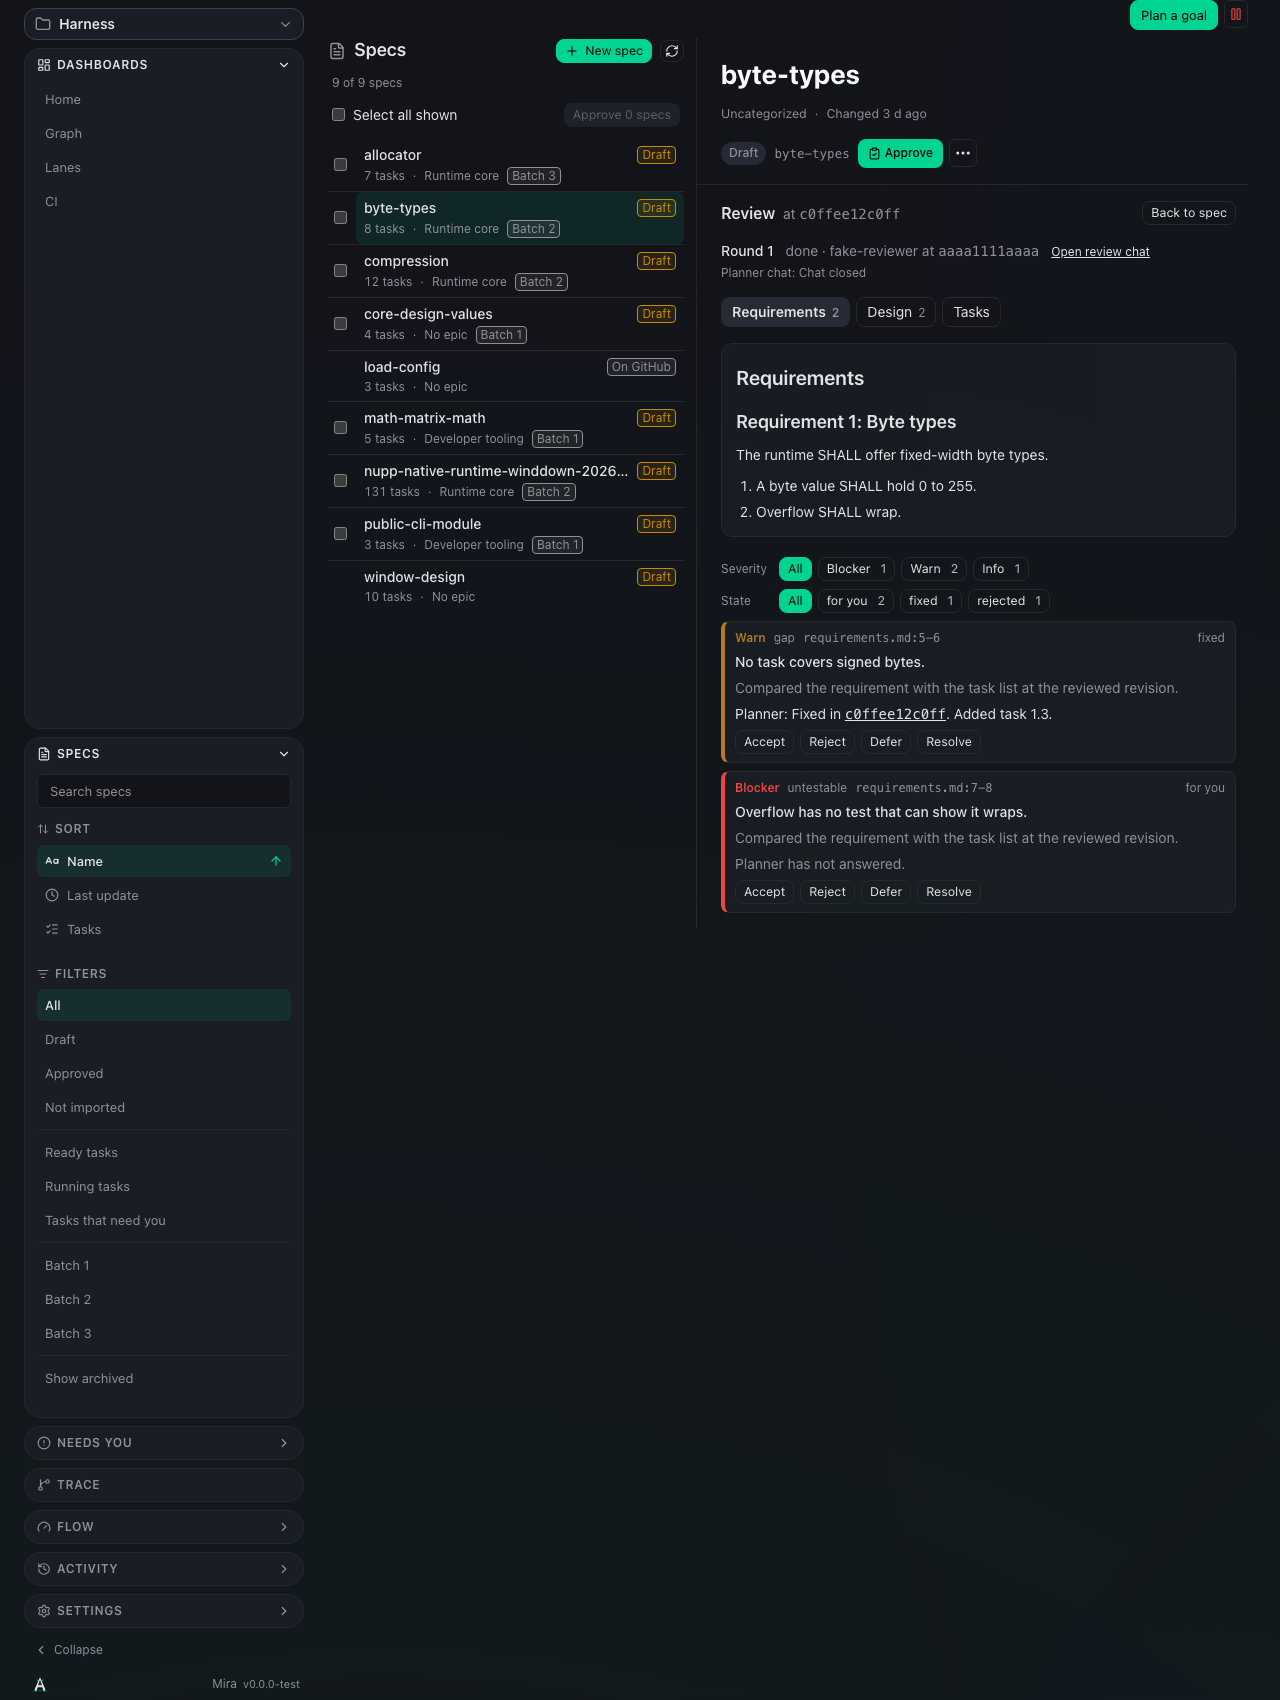 Harness
DASHBOARDS
Home
Graph
Lanes
CI
SPECS
Search specs
SORT
Aa Name
Last update
Tasks
FILTERS
All
Draft
Approved
Not imported
Ready tasks
Running tasks
Tasks that need you
Batch 1
Batch 2
Batch 3
Show archived
NEEDS YOU
TRACE
FLOW
ACTIVITY
SETTINGS
Collapse
A Mira v0.0.0-test
Specs
New spec
9 of 9 specs
Select all shown Approve 0 specs
allocator Draft
7 tasks · Runtime core Batch 3
byte-types Draft
8 tasks · Runtime core Batch 2
compression Draft
12 tasks · Runtime core Batch 2
core-design-values Draft
4 tasks · No epic Batch 1
load-config On GitHub
3 tasks · No epic
math-matrix-math Draft
5 tasks · Developer tooling Batch 1
nupp-native-runtime-winddown-2026... Draft
131 tasks · Runtime core Batch 2
public-cli-module Draft
3 tasks · Developer tooling Batch 1
window-design Draft
10 tasks · No epic
Plan a goal
byte-types
Uncategorized · Changed 3 d ago
Draft byte-types Approve
Review at c0ffee12c0ff Back to spec
Round 1 done · fake-reviewer at aaaa1111aaaa Open review chat
Planner chat: Chat closed
Requirements 2 Design 2 Tasks
Requirements
Requirement 1: Byte types
The runtime SHALL offer fixed-width byte types.
1. A byte value SHALL hold 0 to 255.
2. Overflow SHALL wrap.
Severity All Blocker 1 Warn 2 Info 1
State All for you 2 fixed 1 rejected 1
Warn gap requirements.md:5-6 fixed
No task covers signed bytes.
Compared the requirement with the task list at the reviewed revision.
Planner: Fixed in c0ffee12c0ff. Added task 1.3.
Accept Reject Defer Resolve
Blocker untestable requirements.md:7-8 for you
Overflow has no test that can show it wraps.
Compared the requirement with the task list at the reviewed revision.
Planner has not answered.
Accept Reject Defer Resolve